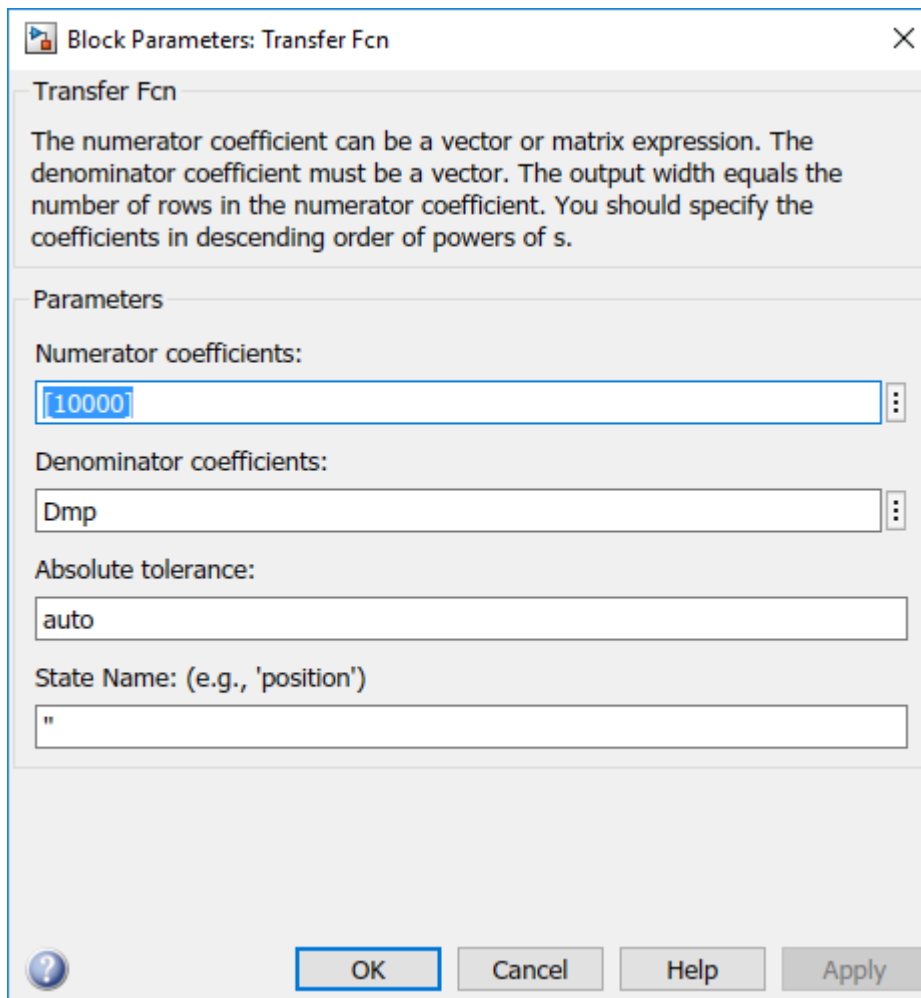 Block Parameters: Transfer Fcn
Transfer Fcn
The numerator coefficient can be a vector or matrix expression. The
denominator coefficient must be a vector. The output width equals the
number of rows in the numerator coefficient. You should specify the
coefficients in descending order of powers of s.
Parameters
Numerator coefficients:
[10000]
Denominator coefficients:
Dmp
Absolute tolerance:
auto
State Name: (e.g., 'position')
''
OK Cancel Help Apply